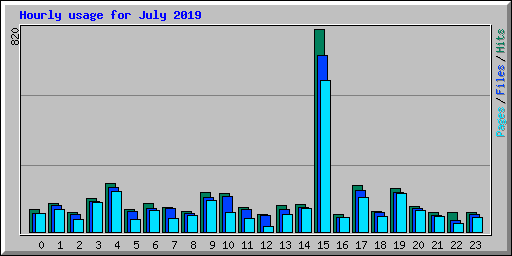 Hourly usage for July 2019
820
Pages / Files / Hits
0 1 2 3 4 5 6 7 8 9 10 11 12 13 14 15 16 17 18 19 20 21 22 23